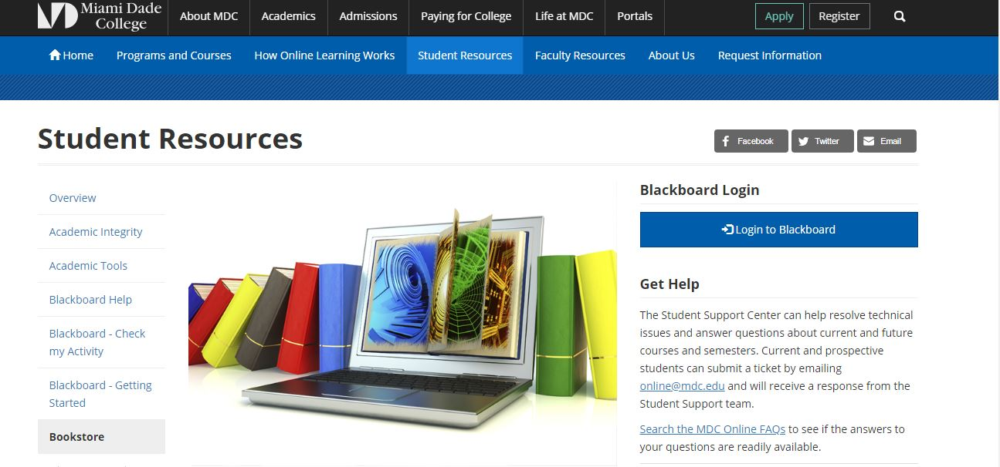 Miami Dade
College
About MDC
Academics
Admissions
Paying for College
Life at MDC
Portals
Apply
Register
Home
Programs and Courses
How Online Learning Works
Student Resources
Faculty Resources
About Us
Request Information
Student Resources
Facebook
Twitter
Email
Overview
Academic Integrity
Academic Tools
Blackboard Help
Blackboard - Check
my Activity
Blackboard - Getting
Started
Bookstore
Blackboard Login
Login to Blackboard
Get Help
The Student Support Center can help resolve technical
issues and answer questions about current and future
courses and semesters. Current and prospective
students can submit a ticket by emailing
online@mdc.edu and will receive a response from the
Student Support team.
Search the MDC Online FAQs to see if the answers to
your questions are readily available.